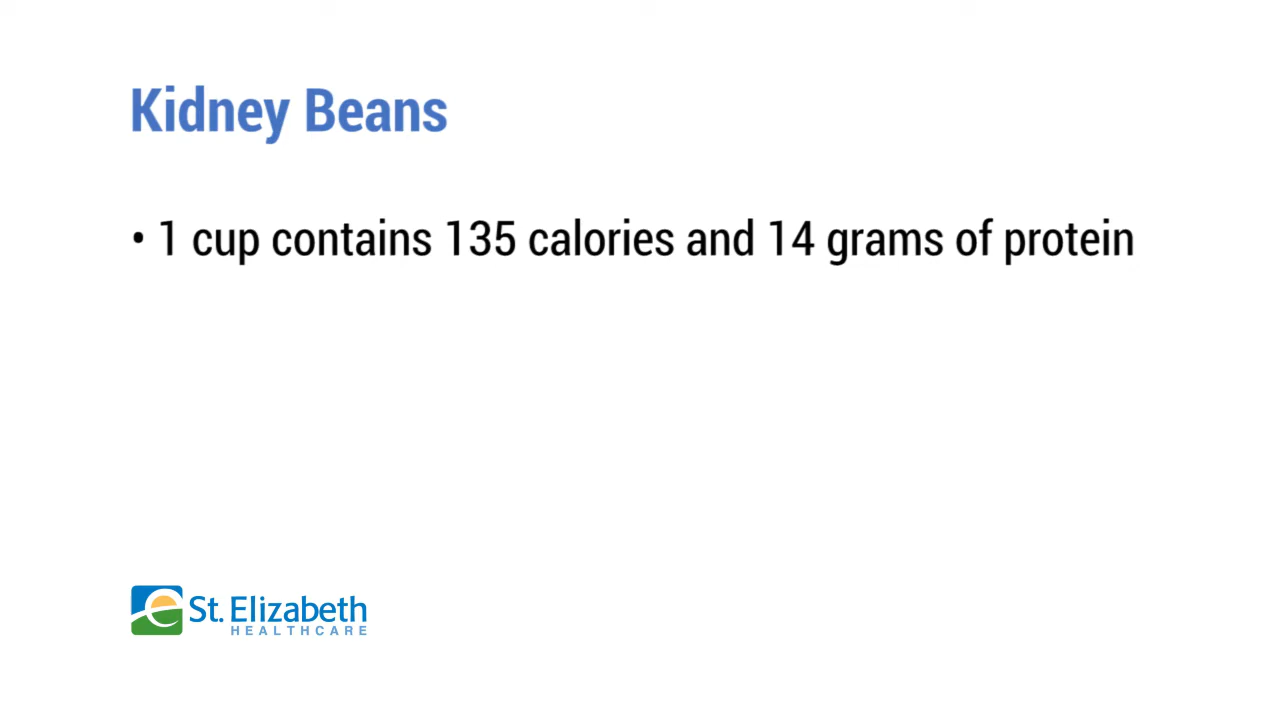 Kidney Beans
• 1 cup contains 135 calories and 14 grams of protein
St. Elizabeth
HEALTHCARE